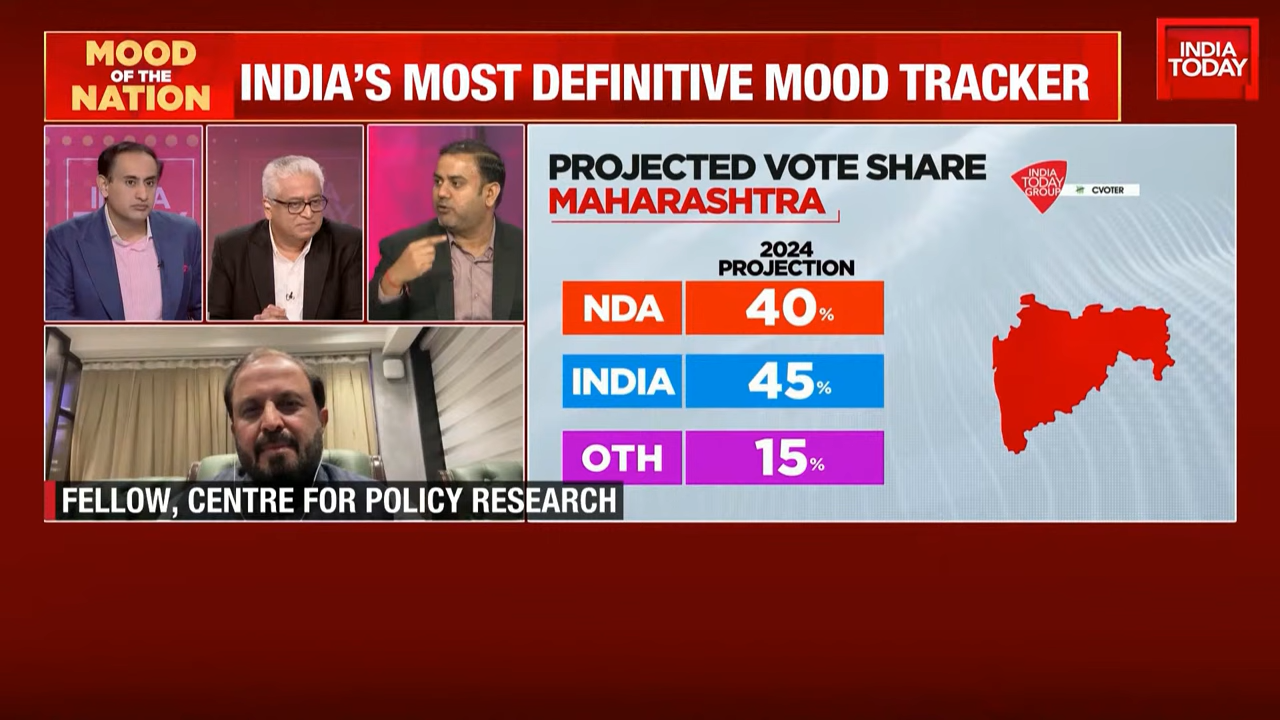 MOOD
OF THE
NATION
INDIA'S MOST DEFINITIVE MOOD TRACKER
INDIA
TODAY
PROJECTED VOTE SHARE
MAHARASHTRA
INDIA
TODAY
GROUP
CVOTER
2024
PROJECTION
NDA 40%
INDIA 45%
OTH 15%
FELLOW, CENTRE FOR POLICY RESEARCH